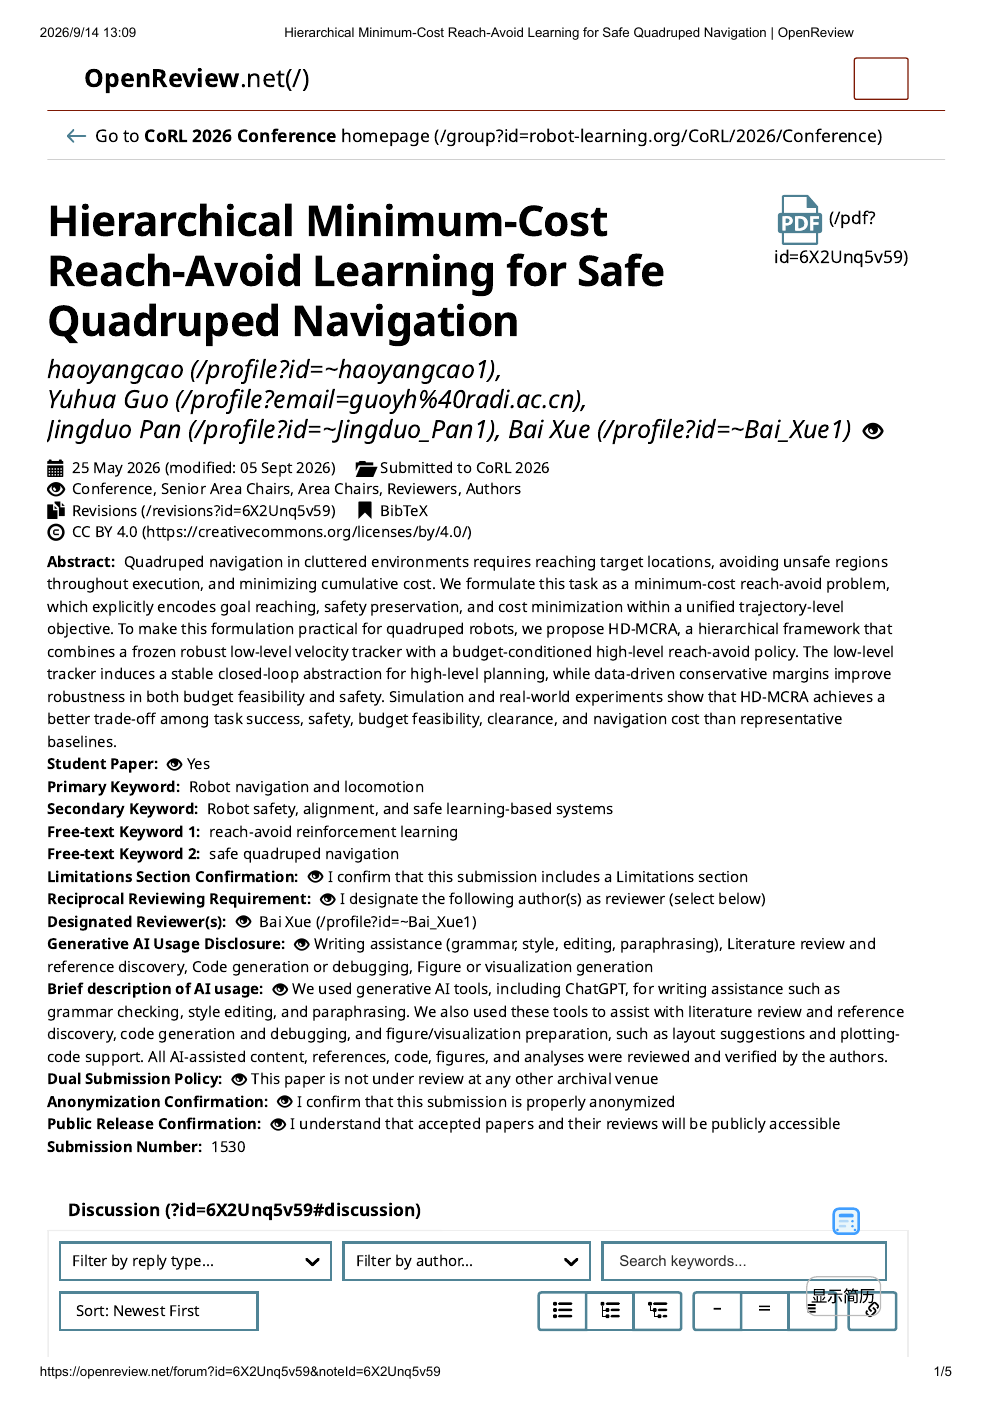 2026/9/14 13:09
Hierarchical Minimum-Cost Reach-Avoid Learning for Safe Quadruped Navigation | OpenReview
OpenReview.net(/)
Go to CoRL 2026 Conference homepage (/group?id=robot-learning.org/CoRL/2026/Conference)
Hierarchical Minimum-Cost
Reach-Avoid Learning for Safe
Quadruped Navigation
PDF (/pdf?
id=6X2Unq5v59)
haoyangcao (/profile?id=~haoyangcao1),
Yuhua Guo (/profile?email=guoyh%40radi.ac.cn),
Jingduo Pan (/profile?id=~Jingduo_Pan1), Bai Xue (/profile?id=~Bai_Xue1)
25 May 2026 (modified: 05 Sept 2026) Submitted to CoRL 2026
Conference, Senior Area Chairs, Area Chairs, Reviewers, Authors
Revisions (/revisions?id=6X2Unq5v59) BibTeX
CC BY 4.0 (https://creativecommons.org/licenses/by/4.0/)
Abstract: Quadruped navigation in cluttered environments requires reaching target locations, avoiding unsafe regions
throughout execution, and minimizing cumulative cost. We formulate this task as a minimum-cost reach-avoid problem,
which explicitly encodes goal reaching, safety preservation, and cost minimization within a unified trajectory-level
objective. To make this formulation practical for quadruped robots, we propose HD-MCRA, a hierarchical framework that
combines a frozen robust low-level velocity tracker with a budget-conditioned high-level reach-avoid policy. The low-level
tracker induces a stable closed-loop abstraction for high-level planning, while data-driven conservative margins improve
robustness in both budget feasibility and safety. Simulation and real-world experiments show that HD-MCRA achieves a
better trade-off among task success, safety, budget feasibility, clearance, and navigation cost than representative
baselines.
Student Paper: Yes
Primary Keyword: Robot navigation and locomotion
Secondary Keyword: Robot safety, alignment, and safe learning-based systems
Free-text Keyword 1: reach-avoid reinforcement learning
Free-text Keyword 2: safe quadruped navigation
Limitations Section Confirmation: I confirm that this submission includes a Limitations section
Reciprocal Reviewing Requirement: I designate the following author(s) as reviewer (select below)
Designated Reviewer(s): Bai Xue (/profile?id=~Bai_Xue1)
Generative AI Usage Disclosure: Writing assistance (grammar, style, editing, paraphrasing), Literature review and
reference discovery, Code generation or debugging, Figure or visualization generation
Brief description of AI usage: We used generative AI tools, including ChatGPT, for writing assistance such as
grammar checking, style editing, and paraphrasing. We also used these tools to assist with literature review and reference
discovery, code generation and debugging, and figure/visualization preparation, such as layout suggestions and plotting-
code support. All AI-assisted content, references, code, figures, and analyses were reviewed and verified by the authors.
Dual Submission Policy: This paper is not under review at any other archival venue
Anonymization Confirmation: I confirm that this submission is properly anonymized
Public Release Confirmation: I understand that accepted papers and their reviews will be publicly accessible
Submission Number: 1530
Discussion (?id=6X2Unq5v59#discussion)
Filter by reply type...
Filter by author...
Search keywords...
Sort: Newest First
显示简历
https://openreview.net/forum?id=6X2Unq5v59&noteId=6X2Unq5v59
1/5